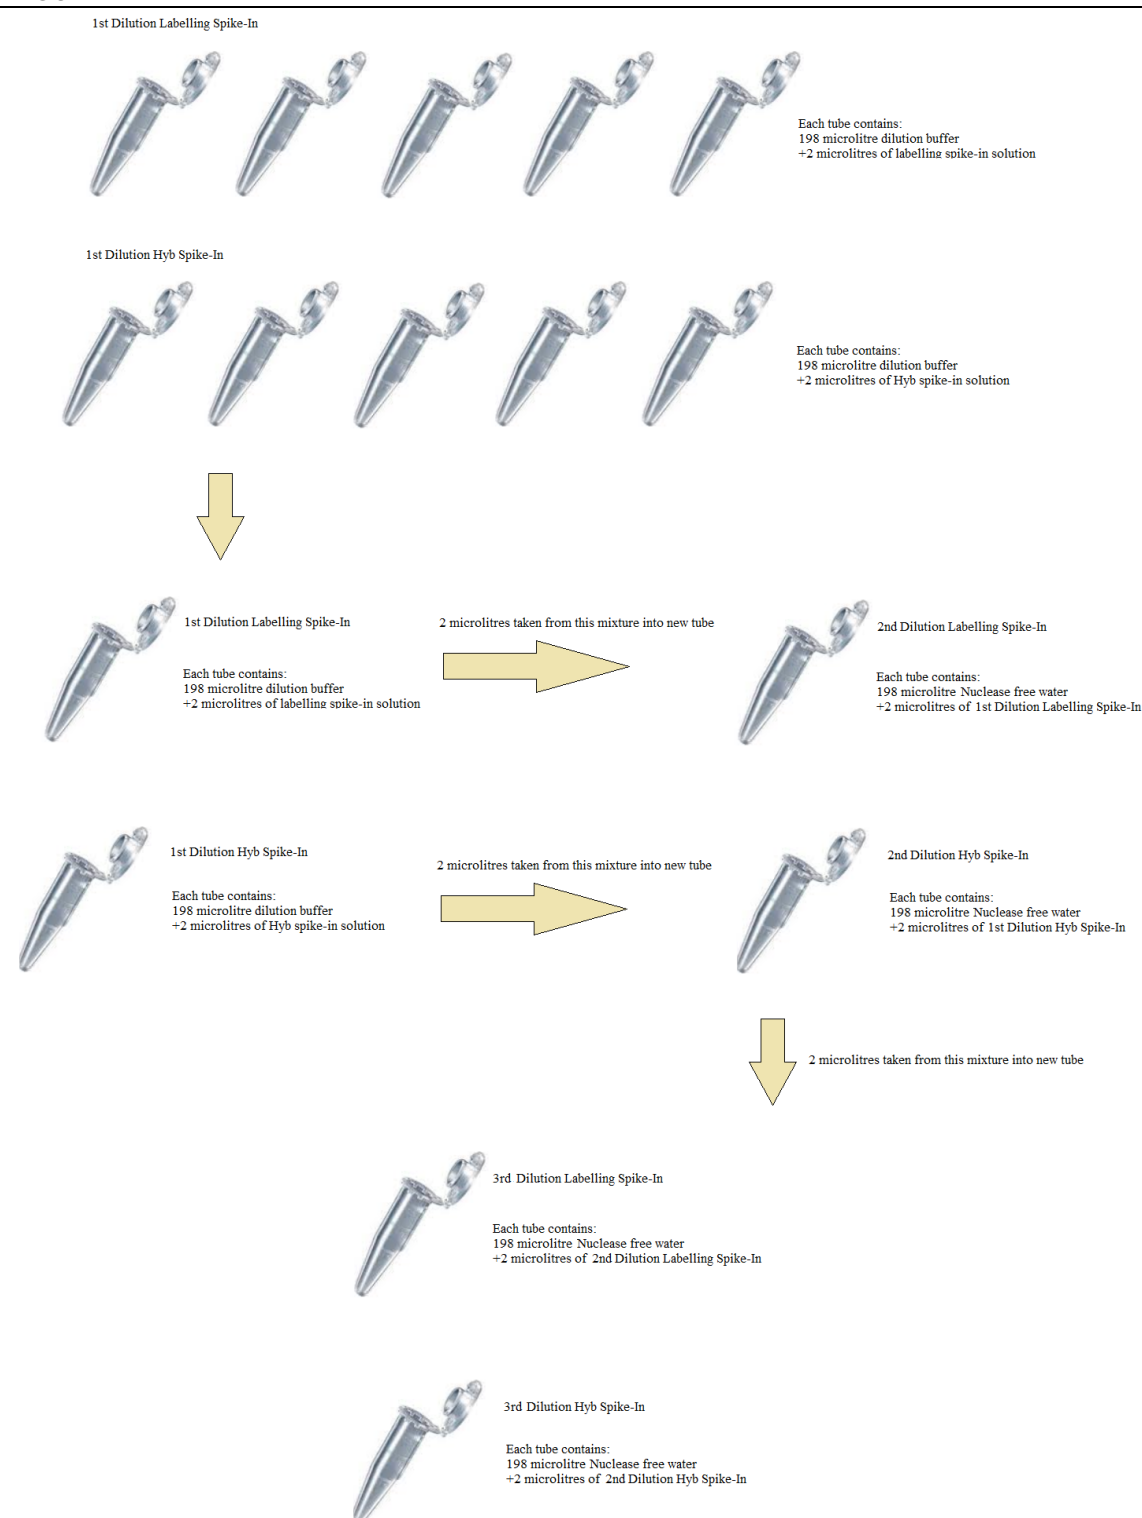 1st Dilution Labelling Spike-In
Each tube contains:
198 microlitre dilution buffer
+2 microlitres of labelling spike-in solution
1st Dilution Hyb Spike-In
Each tube contains:
198 microlitre dilution buffer
+2 microlitres of Hyb spike-in solution
1st Dilution Labelling Spike-In
Each tube contains:
198 microlitre dilution buffer
+2 microlitres of labelling spike-in solution
2 microlitres taken from this mixture into new tube
2nd Dilution Labelling Spike-In
Each tube contains:
198 microlitre Nuclease free water
+2 microlitres of 1st Dilution Labelling Spike-In
1st Dilution Hyb Spike-In
Each tube contains:
198 microlitre dilution buffer
+2 microlitres of Hyb spike-in solution
2 microlitres taken from this mixture into new tube
2nd Dilution Hyb Spike-In
Each tube contains:
198 microlitre Nuclease free water
+2 microlitres of 1st Dilution Hyb Spike-In
2 microlitres taken from this mixture into new tube
3rd Dilution Labelling Spike-In
Each tube contains:
198 microlitre Nuclease free water
+2 microlitres of 2nd Dilution Labelling Spike-In
3rd Dilution Hyb Spike-In
Each tube contains:
198 microlitre Nuclease free water
+2 microlitres of 2nd Dilution Hyb Spike-In